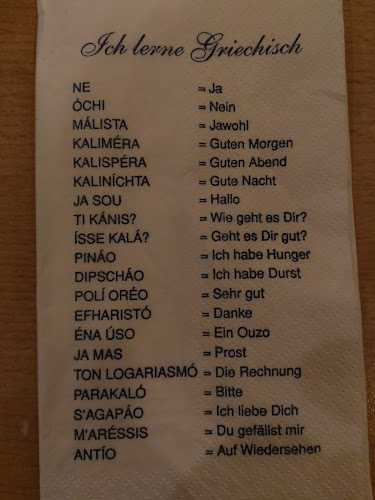 Ich lerne Griechisch
NE = Ja
ÓCHI = Nein
MÁLISTA = Jawohl
KALIMÉRA = Guten Morgen
KALISPÉRA = Guten Abend
KALINÍCHTA = Gute Nacht
JA SOU = Hallo
TI KÁNIS? = Wie geht es Dir?
ÍSSE KALÁ? = Geht es Dir gut?
PINÁO = Ich habe Hunger
DIPSCHÁO = Ich habe Durst
POLÍ ORÉO = Sehr gut
EFHARISTÓ = Danke
ÉNA ÚSO = Ein Ouzo
JA MAS = Prost
TON LOGARIASMÓ = Die Rechnung
PARAKALÓ = Bitte
S'AGAPÁO = Ich liebe Dich
M'ARÉSSIS = Du gefällst mir
ANTÍO = Auf Wiedersehen